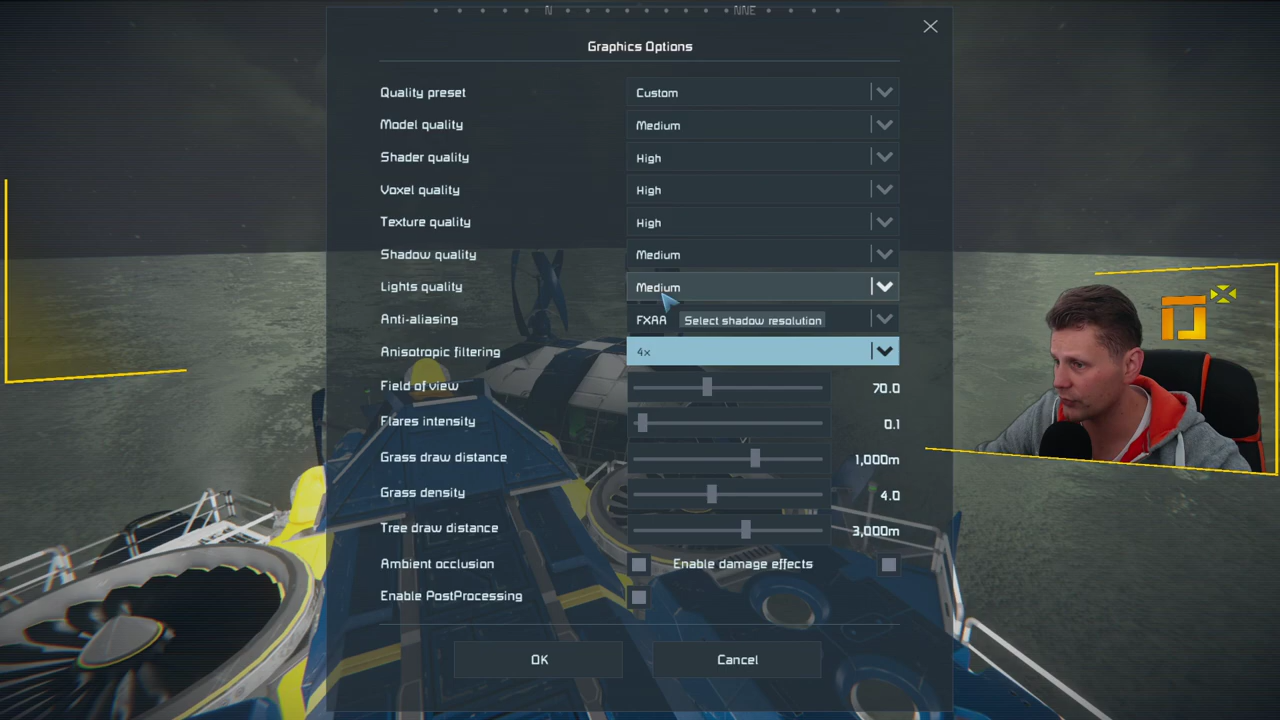 N NNE
Graphics Options
Quality preset Custom
Model quality Medium
Shader quality High
Voxel quality High
Texture quality High
Shadow quality Medium
Lights quality Medium
Anti-aliasing FXAA Select shadow resolution
Anisotropic filtering 4x
Field of view 70.0
Flares intensity 0.1
Grass draw distance 1,000m
Grass density 4.0
Tree draw distance 3,000m
Ambient occlusion Enable damage effects
Enable PostProcessing
OK Cancel